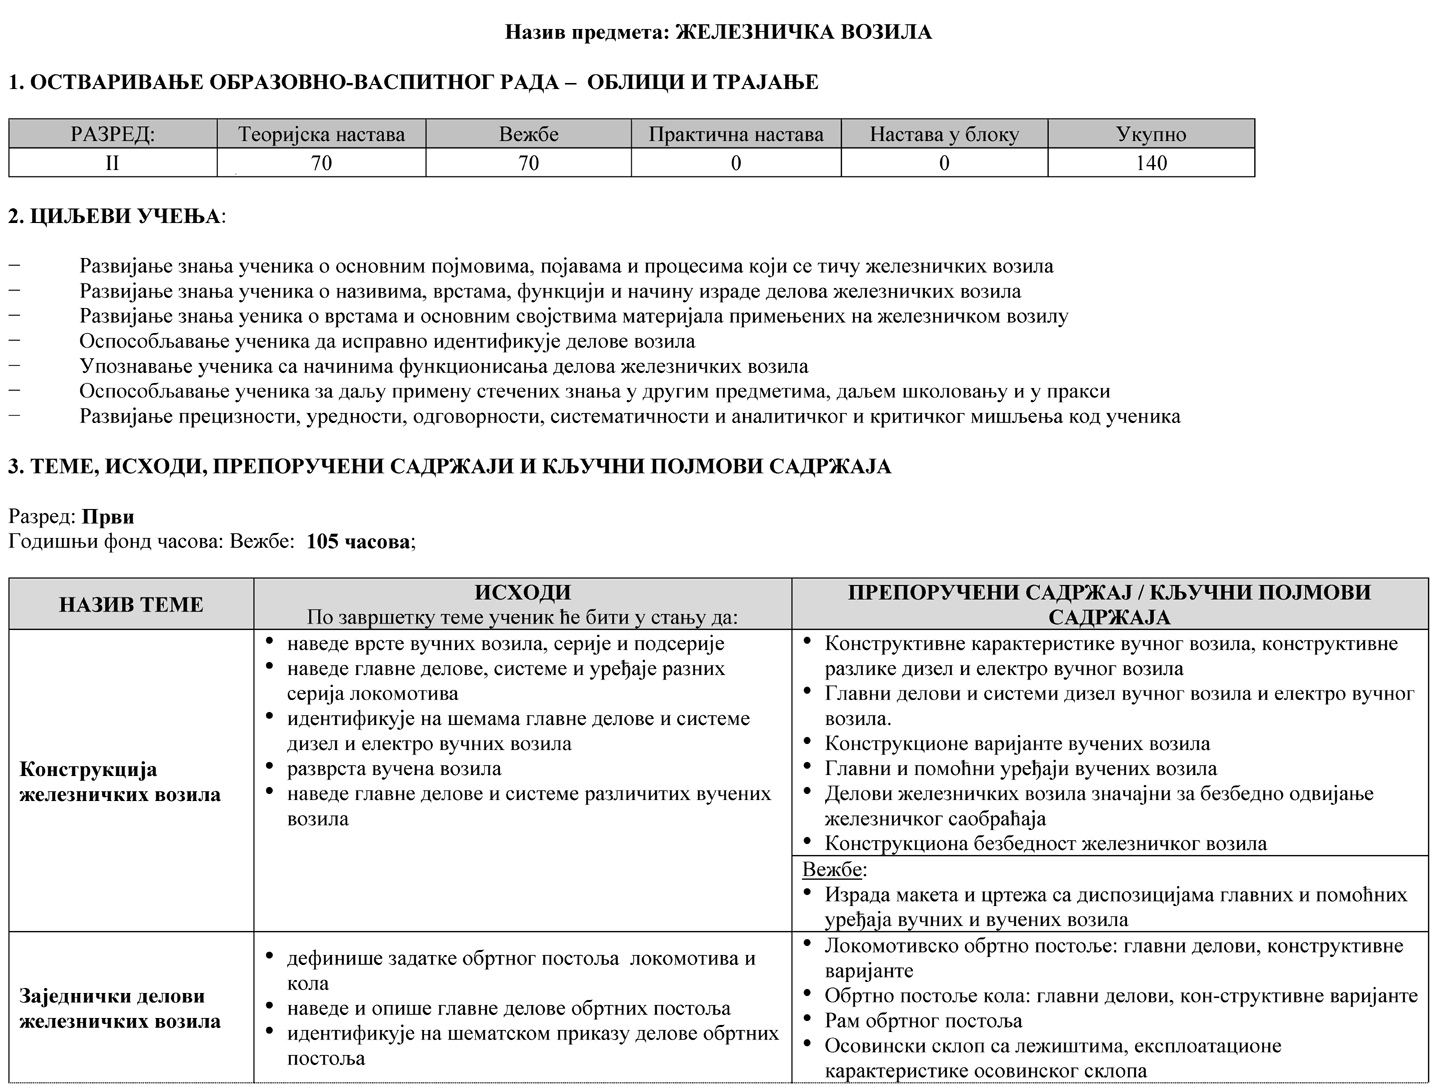 Назив предмета: ЖЕЛЕЗНИЧКА ВОЗИЛА
1. ОСТВАРИВАЊЕ ОБРАЗОВНО-ВАСПИТНОГ РАДА – ОБЛИЦИ И ТРАЈАЊЕ
РАЗРЕД: Теоријска настава Вежбе Практична настава Настава у блоку Укупно
II 70 70 0 0 140
2. ЦИЉЕВИ УЧЕЊА:
– Развијање знања ученика о основним појмовима, појавама и процесима који се тичу железничких возила
– Развијање знања ученика о називима, врстама, функцији и начину израде делова железничких возила
– Развијање знања уеника о врстама и основним својствима материјала примењених на железничком возилу
– Оспособљавање ученика да исправно идентификује делове возила
– Упознавање ученика са начинима функционисања делова железничких возила
– Оспособљавање ученика за даљу примену стечених знања у другим предметима, даљем школовању и у пракси
– Развијање прецизности, уредности, одговорности, систематичности и аналитичког и критичког мишљења код ученика
3. ТЕМЕ, ИСХОДИ, ПРЕПОРУЧЕНИ САДРЖАЈИ И КЉУЧНИ ПОЈМОВИ САДРЖАЈА
Разред: Први
Годишњи фонд часова: Вежбе: 105 часова;
НАЗИВ ТЕМЕ
ИСХОДИ
По завршетку теме ученик ће бити у стању да:
ПРЕПОРУЧЕНИ САДРЖАЈ / КЉУЧНИ ПОЈМОВИ
САДРЖАЈА
Конструкција
железничких возила
• наведе врсте вучних возила, серије и подсерије
• наведе главне делове, системе и уређаје разних
серија локомотива
• идентификује на шемама главне делове и системе
дизел и електро вучних возила
• разврста вучена возила
• наведе главне делове и системе различитих вучених
возила
• Конструктивне карактеристике вучног возила, конструктивне
разлике дизел и електро вучног возила
• Главни делови и системи дизел вучног возила и електро вучног
возила.
• Конструкционе варијанте вучених возила
• Главни и помоћни уређаји вучених возила
• Делови железничких возила значајни за безбедно одвијање
железничког саобраћаја
• Конструкциона безбедност железничког возила
Вежбе:
• Израда макета и цртежа са диспозицијама главних и помоћних
уређаја вучних и вучених возила
Заједнички делови
железничких возила
• дефинише задатке обртног постоља локомотива и
кола
• наведе и опише главне делове обртних постоља
• идентификује на шематском приказу делове обртних
постоља
• Локомотивско обртно постоље: главни делови, конструктивне
варијанте
• Обртно постоље кола: главни делови, кон-структивне варијанте
• Рам обртног постоља
• Осовински склоп са лежиштима, експлоатационе
карактеристике осовинског склопа